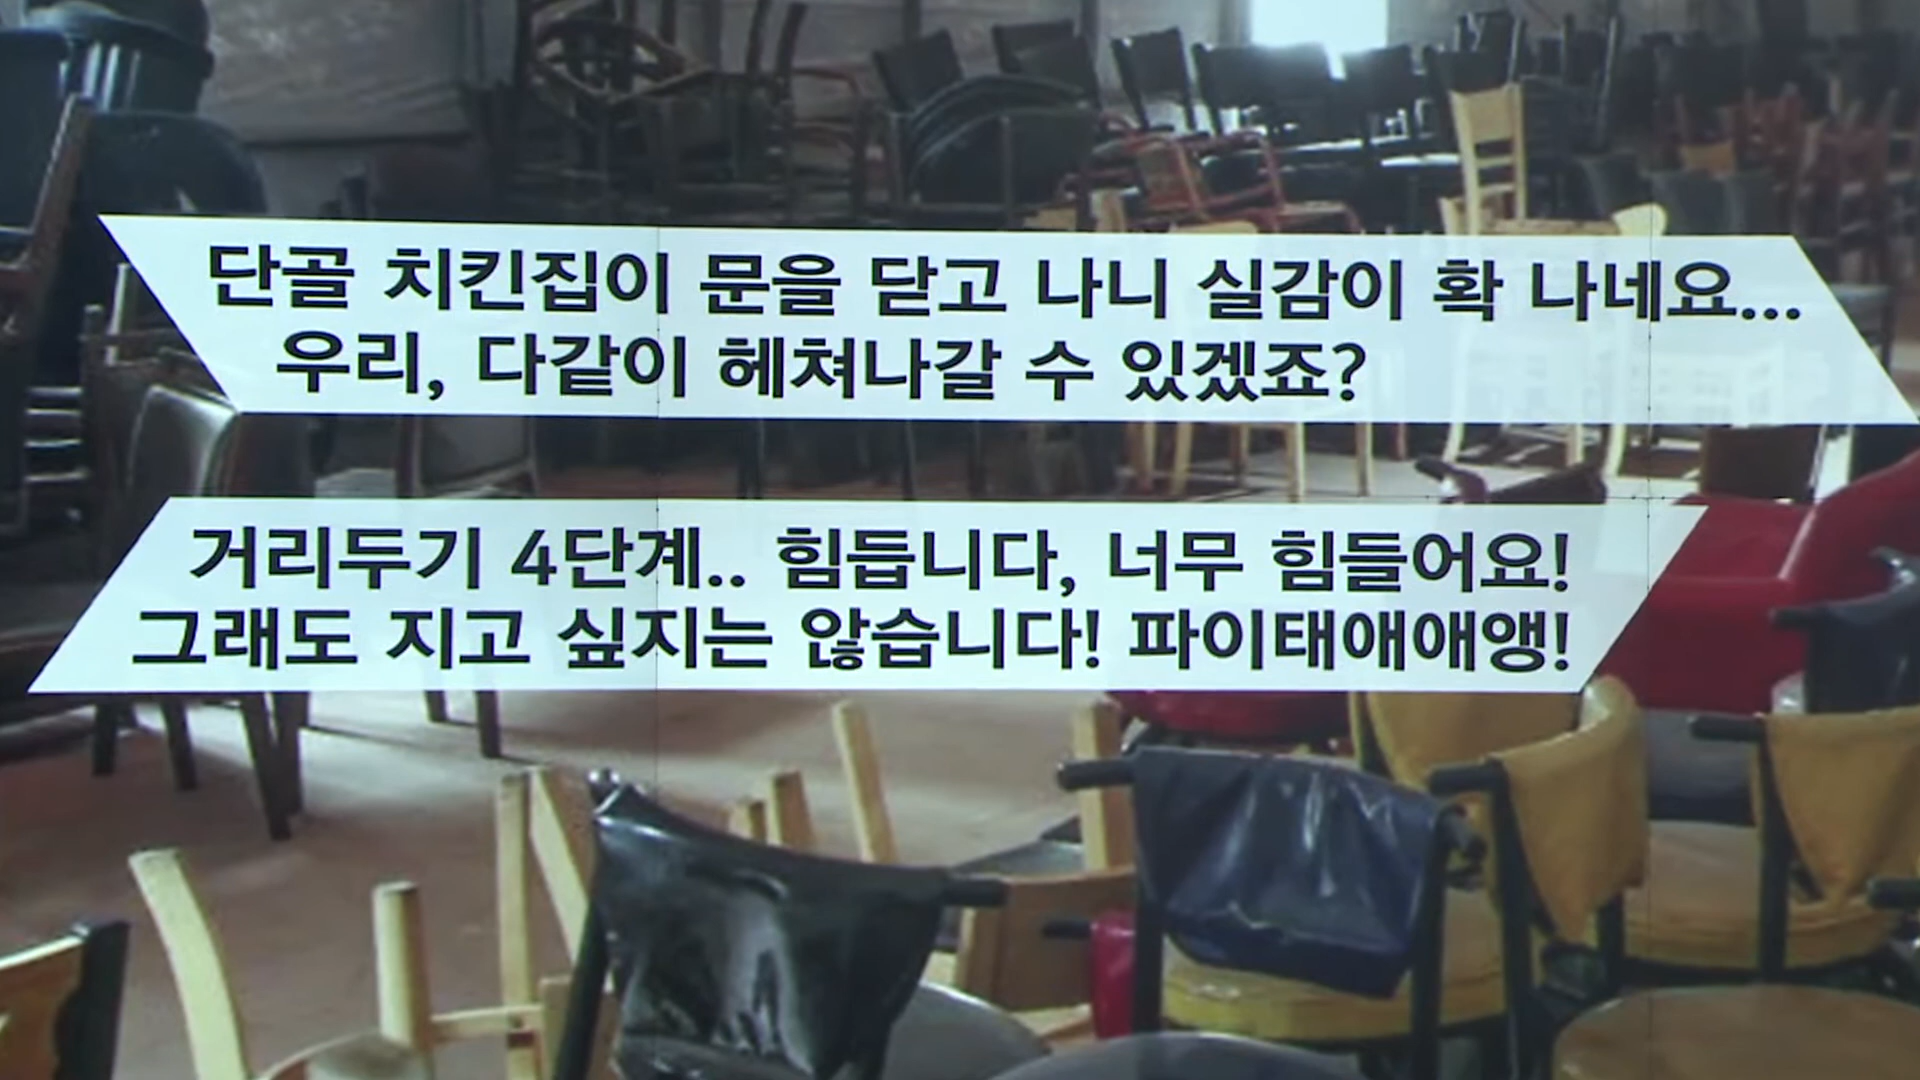 단골 치킨집이 문을 닫고 나니 실감이 확 나네요...
우리, 다같이 헤쳐나갈 수 있겠죠?
거리두기 4단계.. 힘듭니다, 너무 힘들어요!
그래도 지고 싶지는 않습니다! 파이태애애앵!